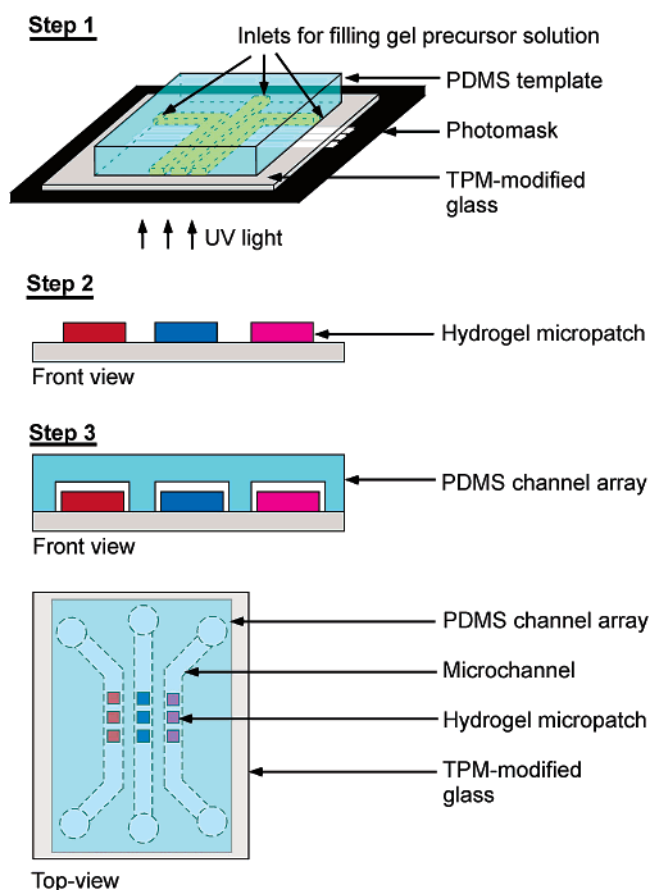 Step 1
Inlets for filling gel precursor solution
PDMS template
Photomask
TPM-modified
glass
UV light
Step 2
Hydrogel micropatch
Front view
Step 3
PDMS channel array
Front view
PDMS channel array
Microchannel
Hydrogel micropatch
TPM-modified
glass
Top-view